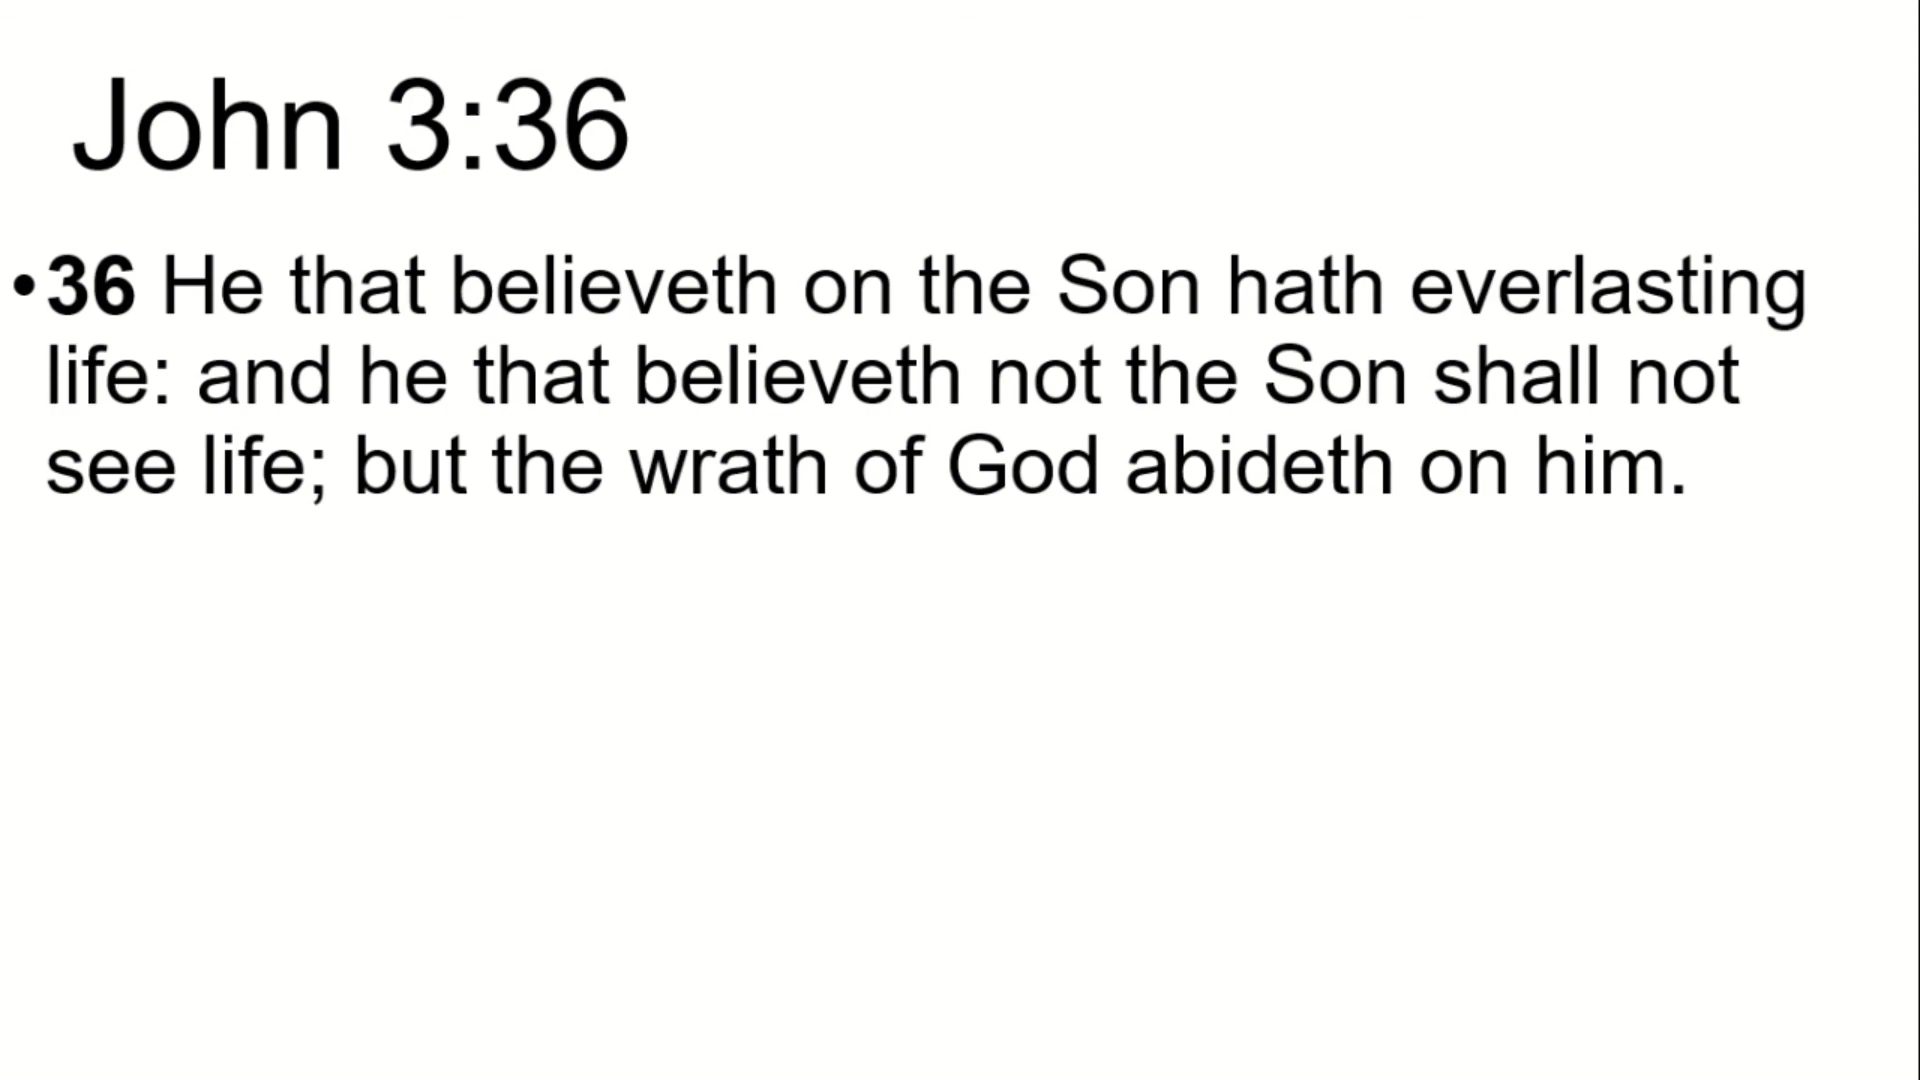 John 3:36
•36 He that believeth on the Son hath everlasting
life: and he that believeth not the Son shall not
see life; but the wrath of God abideth on him.